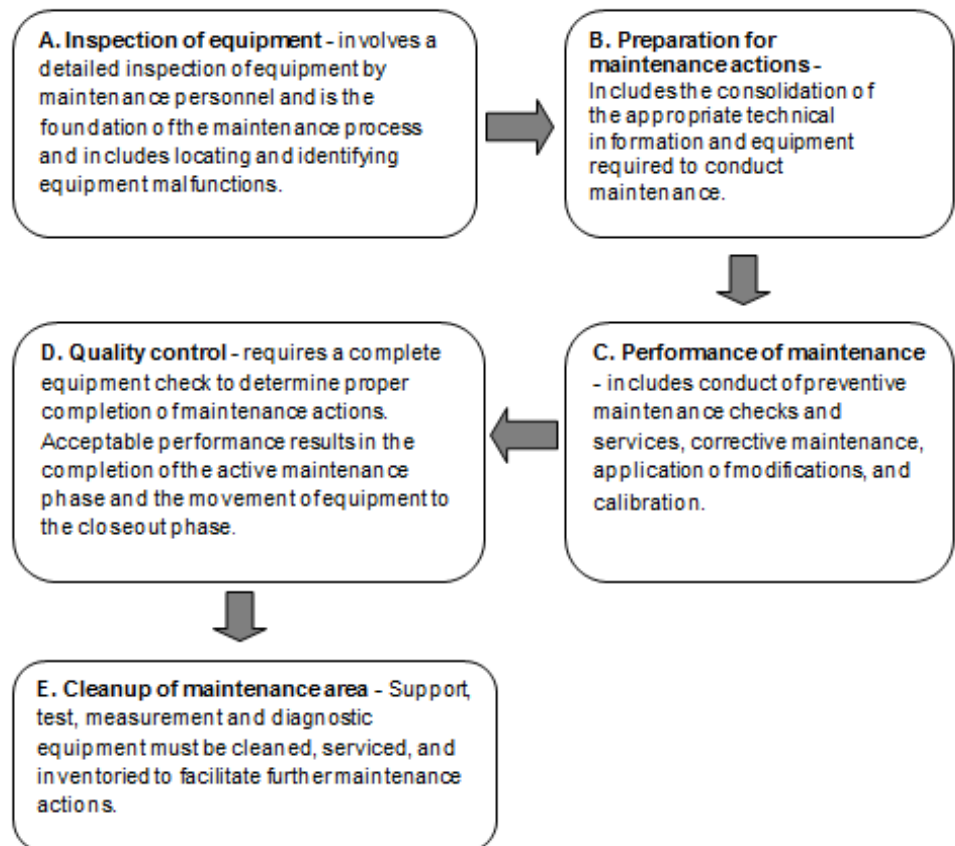 A. Inspection of equipment - involves a
detailed inspection of equipment by
maintenance personnel and is the
foundation of the maintenance process
and includes locating and identifying
equipment malfunctions.
B. Preparation for
maintenance actions -
Includes the consolidation of
the appropriate technical
information and equipment
required to conduct
maintenance.
C. Performance of maintenance
- includes conduct of preventive
maintenance checks and
services, corrective maintenance,
application of modifications, and
calibration.
D. Quality control - requires a complete
equipment check to determine proper
completion of maintenance actions.
Acceptable performance results in the
completion of the active maintenance
phase and the movement of equipment to
the closeout phase.
E. Cleanup of maintenance area - Support,
test, measurement and diagnostic
equipment must be cleaned, serviced, and
inventoried to facilitate further maintenance
actions.